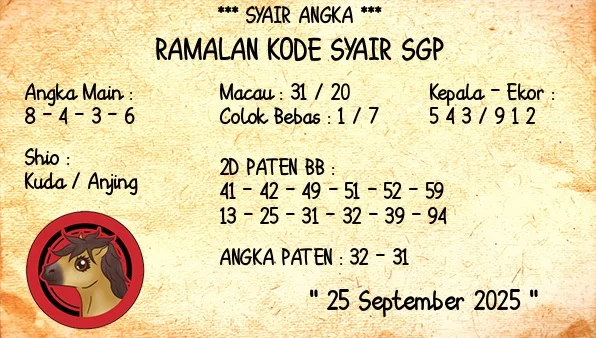 *** SYAIR ANGKA ***
RAMALAN KODE SYAIR SGP
Angka Main :
8 - 4 - 3 - 6
Shio :
Kuda / Anjing
Macau : 31 / 20
Colok Bebas : 1 / 7
2D PATEN BB :
41 - 42 - 49 - 51 - 52 - 59
13 - 25 - 31 - 32 - 39 - 94
ANGKA PATEN : 32 - 31
Kepala - Ekor :
5 4 3 / 9 1 2
" 25 September 2025 "